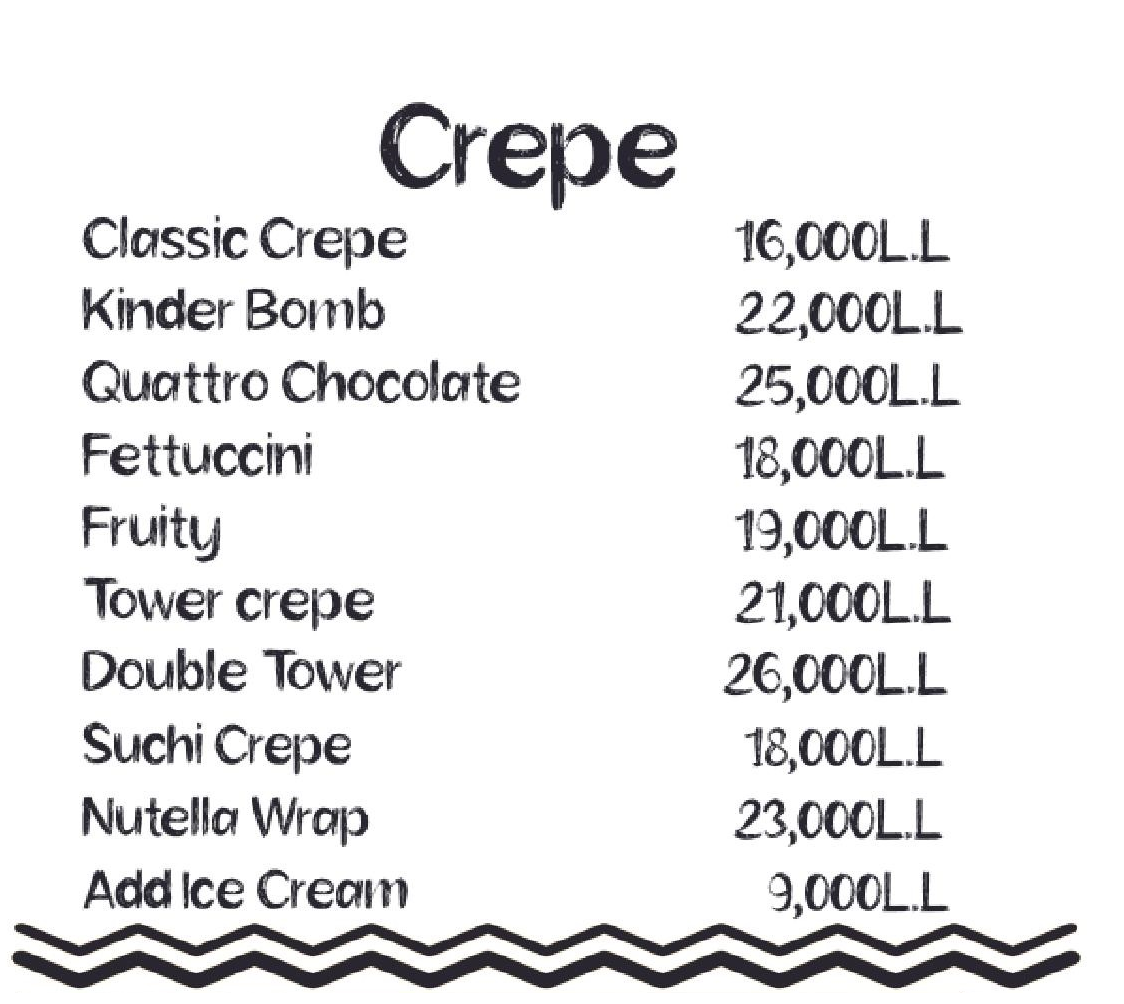 Crepe
Classic Crepe 16,000L.L
Kinder Bomb 22,000L.L
Quattro Chocolate 25,000L.L
Fettuccini 18,000L.L
Fruity 19,000L.L
Tower crepe 21,000L.L
Double Tower 26,000L.L
Suchi Crepe 18,000L.L
Nutella Wrap 23,000L.L
Add Ice Cream 9,000L.L